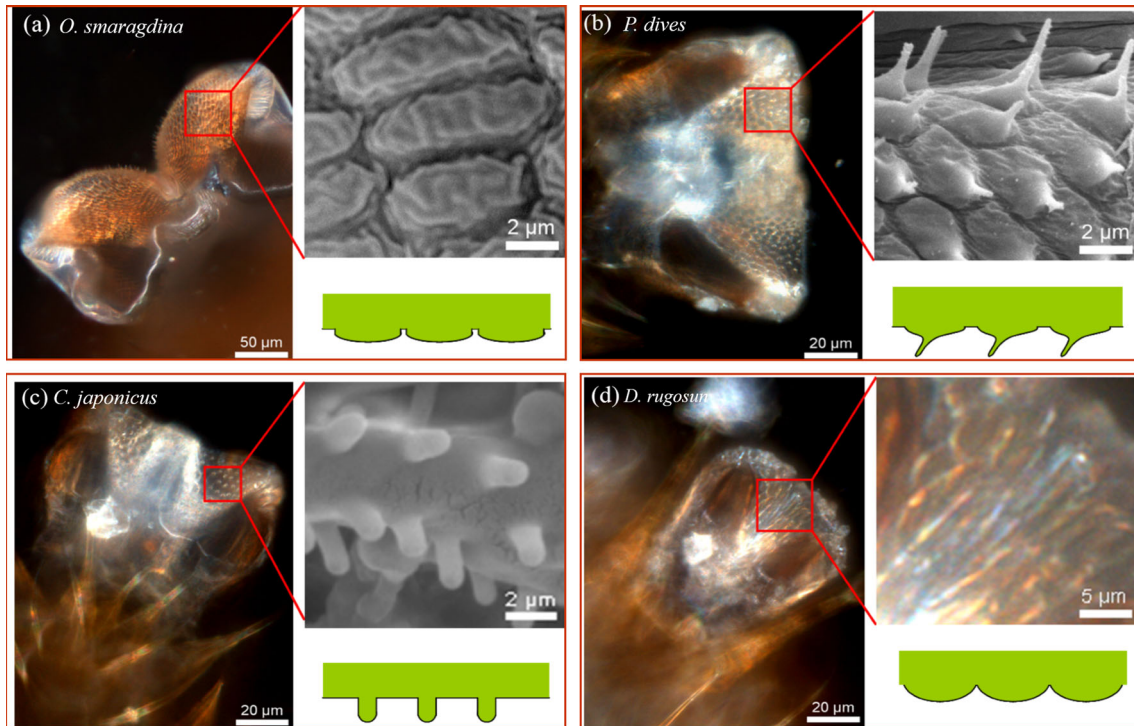 (a) O. smaragdina
2 µm
50 µm
(b) P. dives
2 µm
20 µm
(c) C. japonicus
2 µm
20 µm
(d) D. rugosum
5 µm
20 µm